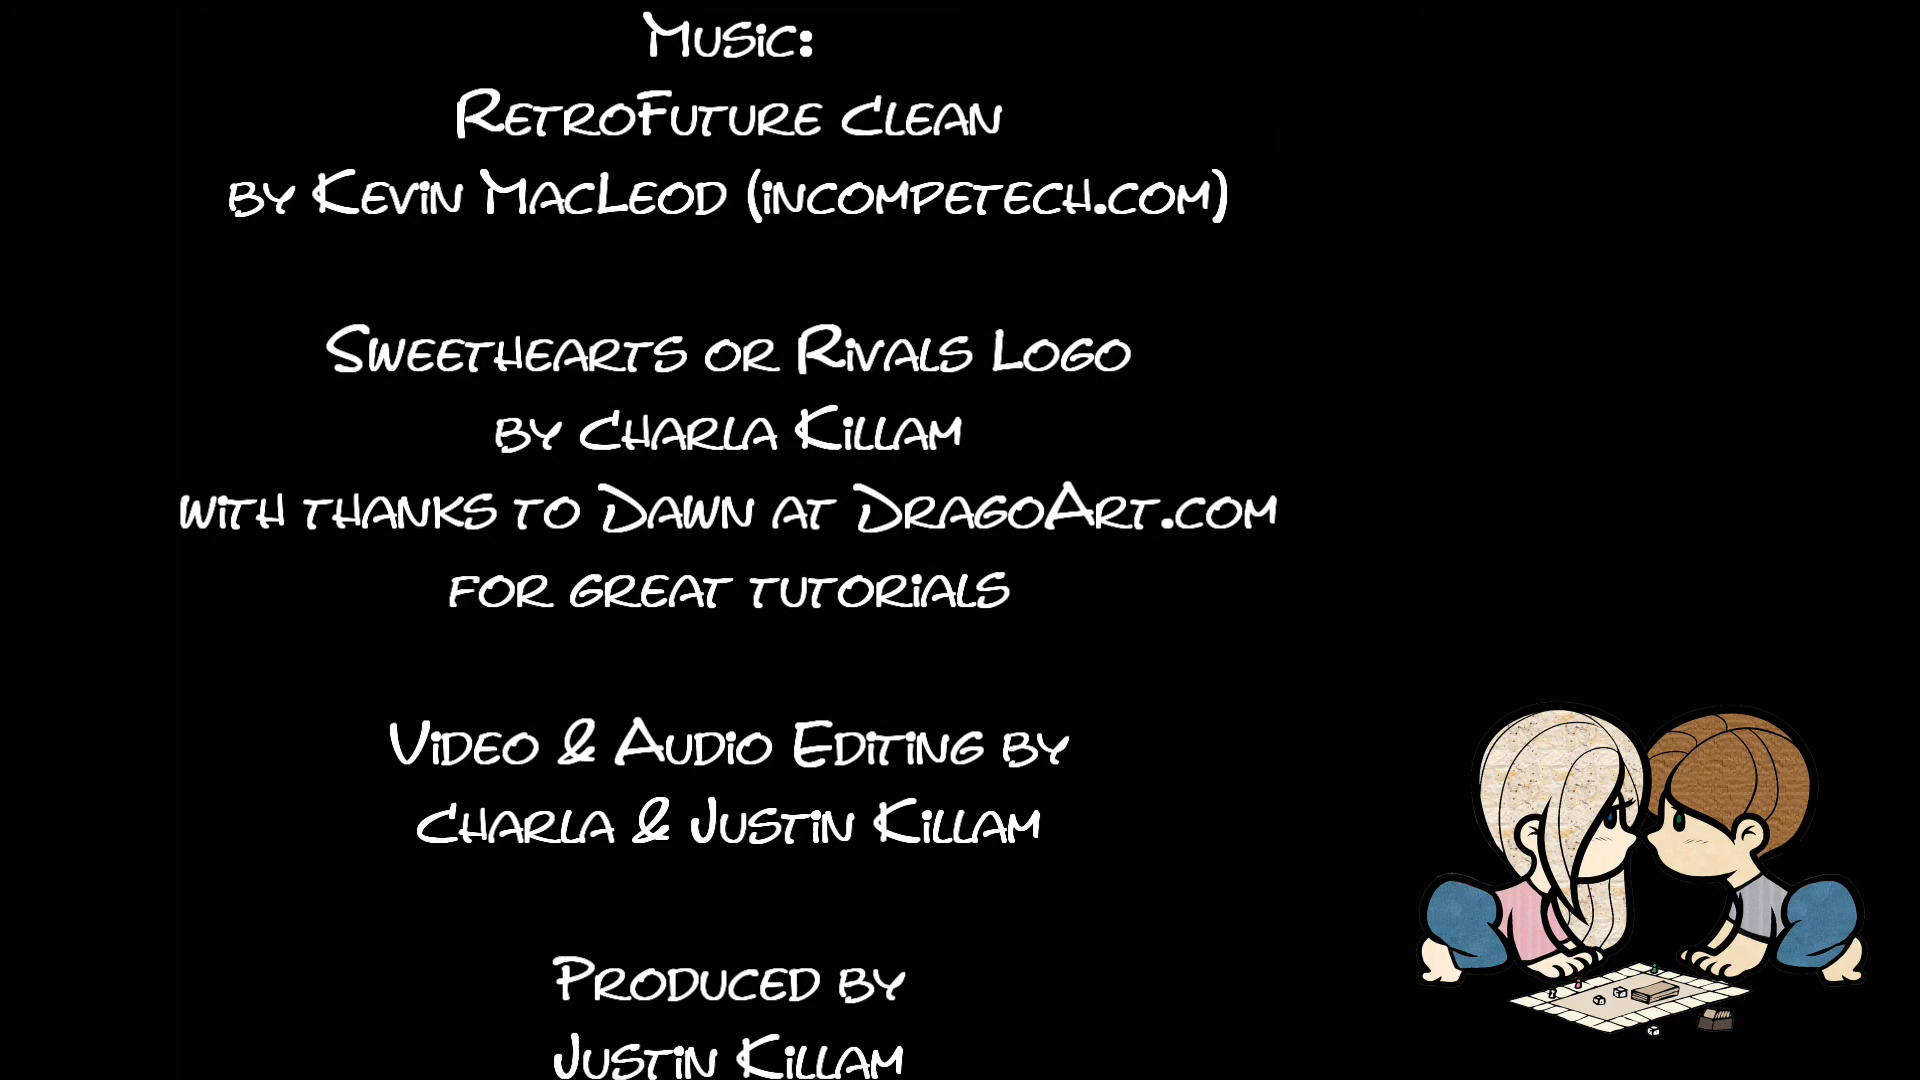 Music:
RetroFuture Clean
by Kevin MacLeod (incompetech.com)
Sweethearts or Rivals Logo
by Charla Killam
with thanks to Dawn at DragoArt.com
for great tutorials
Video & Audio Editing by
Charla & Justin Killam
Produced by
Justin Killam